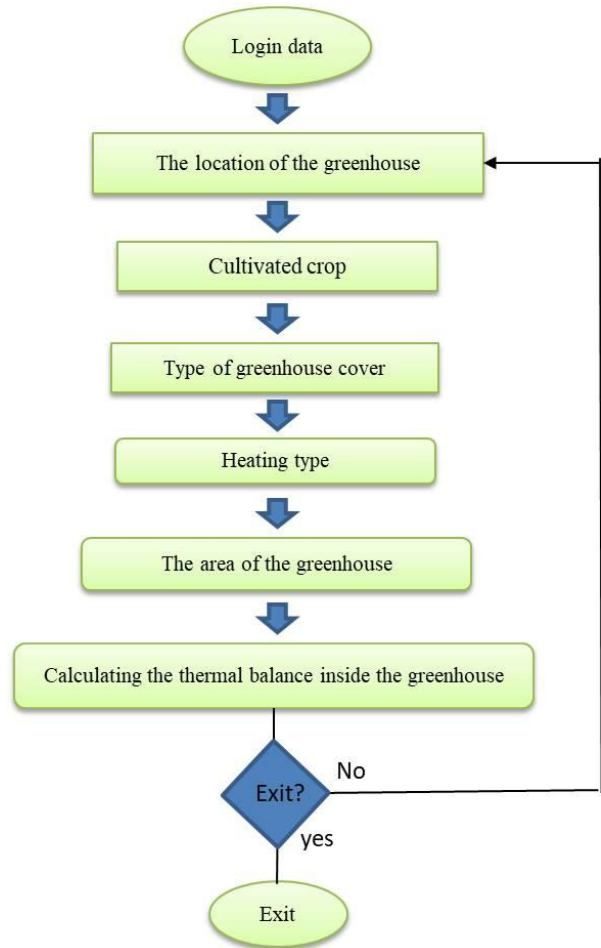 Login data
The location of the greenhouse
Cultivated crop
Type of greenhouse cover
Heating type
The area of the greenhouse
Calculating the thermal balance inside the greenhouse
Exit?
No
yes
Exit